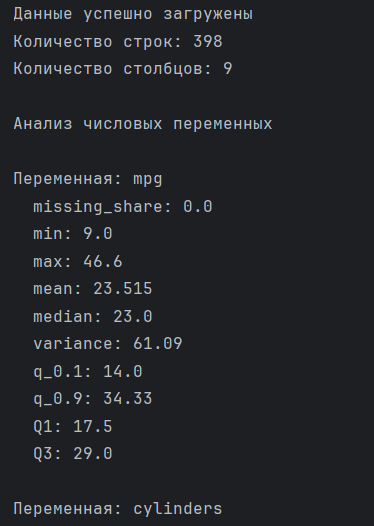 Данные успешно загружены
Количество строк: 398
Количество столбцов: 9
Анализ числовых переменных
Переменная: mpg
missing_share: 0.0
min: 9.0
max: 46.6
mean: 23.515
median: 23.0
variance: 61.09
q_0.1: 14.0
q_0.9: 34.33
Q1: 17.5
Q3: 29.0
Переменная: cylinders